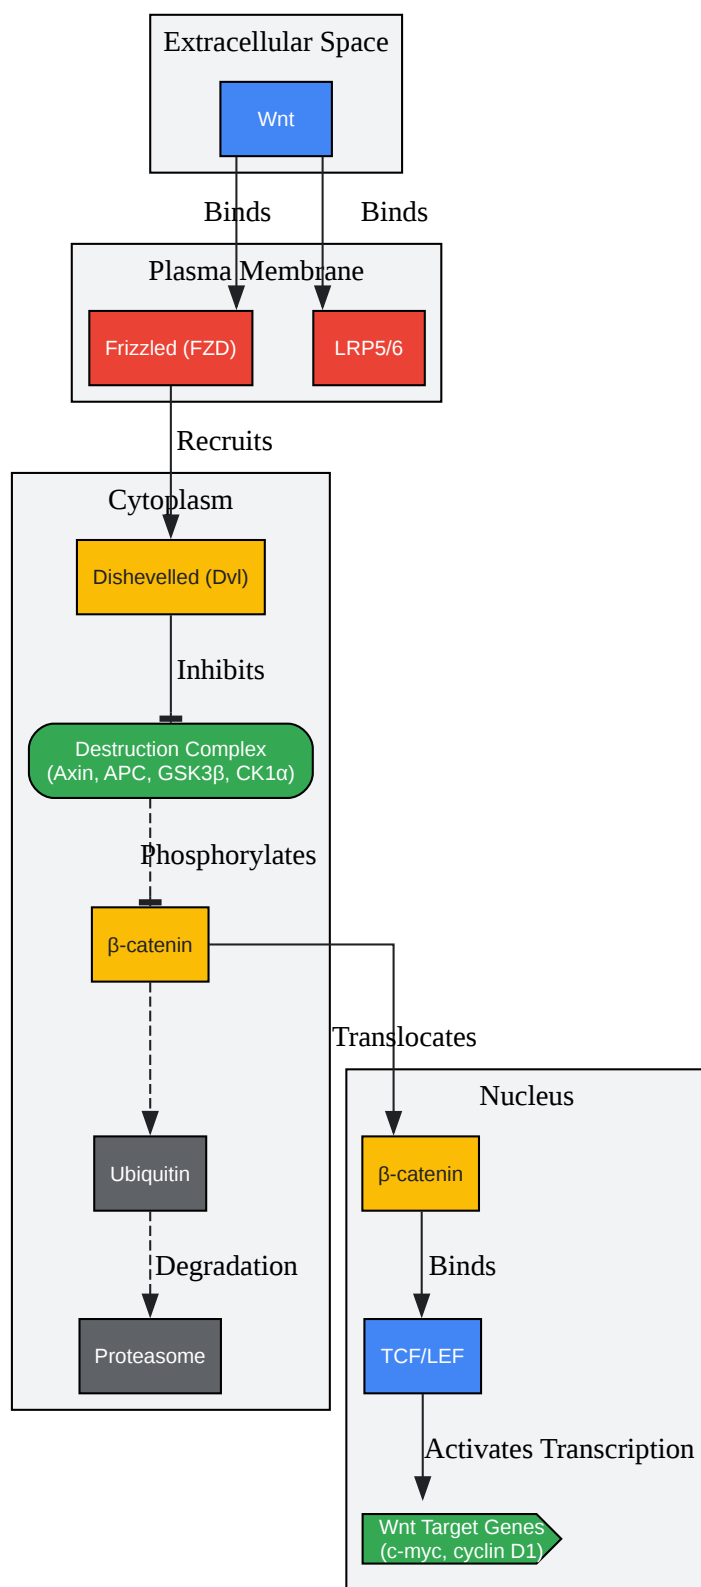 Extracellular Space
Wnt
Binds
Binds
Plasma Membrane
Frizzled (FZD)
LRP5/6
Recruits
Cytoplasm
Dishevelled (Dvl)
Inhibits
Destruction Complex
(Axin, APC, GSK3β, CK1α)
Phosphorylates
β-catenin
Translocates
Nucleus
Ubiquitin
β-catenin
Degradation
Binds
Proteasome
TCF/LEF
Activates Transcription
Wnt Target Genes
(c-myc, cyclin D1)